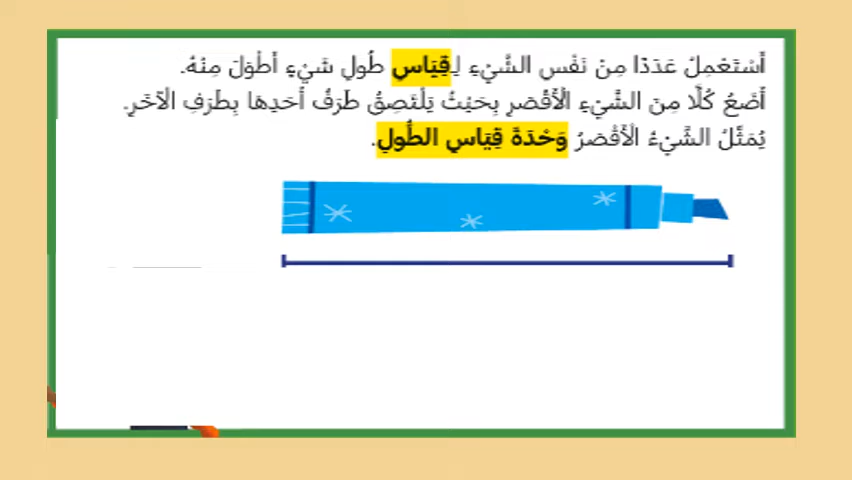 أَسْتَعْمِلُ عَدَدًا مِنْ نَفْسِ الشَّيْءِ لِقِيَاسِ طُولِ شَيْءٍ أَطْوَلَ مِنْهُ.
أَضَعُ كُلًّا مِنَ الشَّيْءِ الْأَقْصَرِ بِحَيْثُ يَلْتَصِقُ طَرَفُ أَحَدِهَا بِطَرَفِ الْآخَرِ.
يُمَثِّلُ الشَّيْءُ الْأَقْصَرُ وَحْدَةَ قِيَاسِ الطُّولِ.